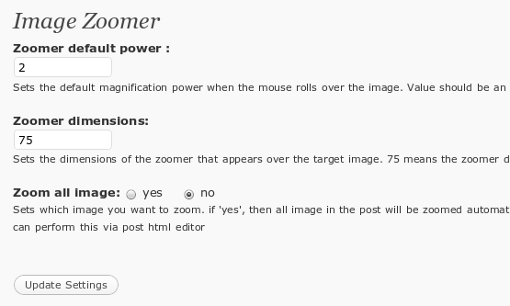 Image Zoomer
Zoomer default power :
2
Sets the default magnification power when the mouse rolls over the image. Value should be an
Zoomer dimensions:
75
Sets the dimensions of the zoomer that appears over the target image. 75 means the zoomer d
Zoom all image: yes no
Sets which image you want to zoom. if 'yes', then all image in the post will be zoomed automat
can perform this via post html editor
Update Settings